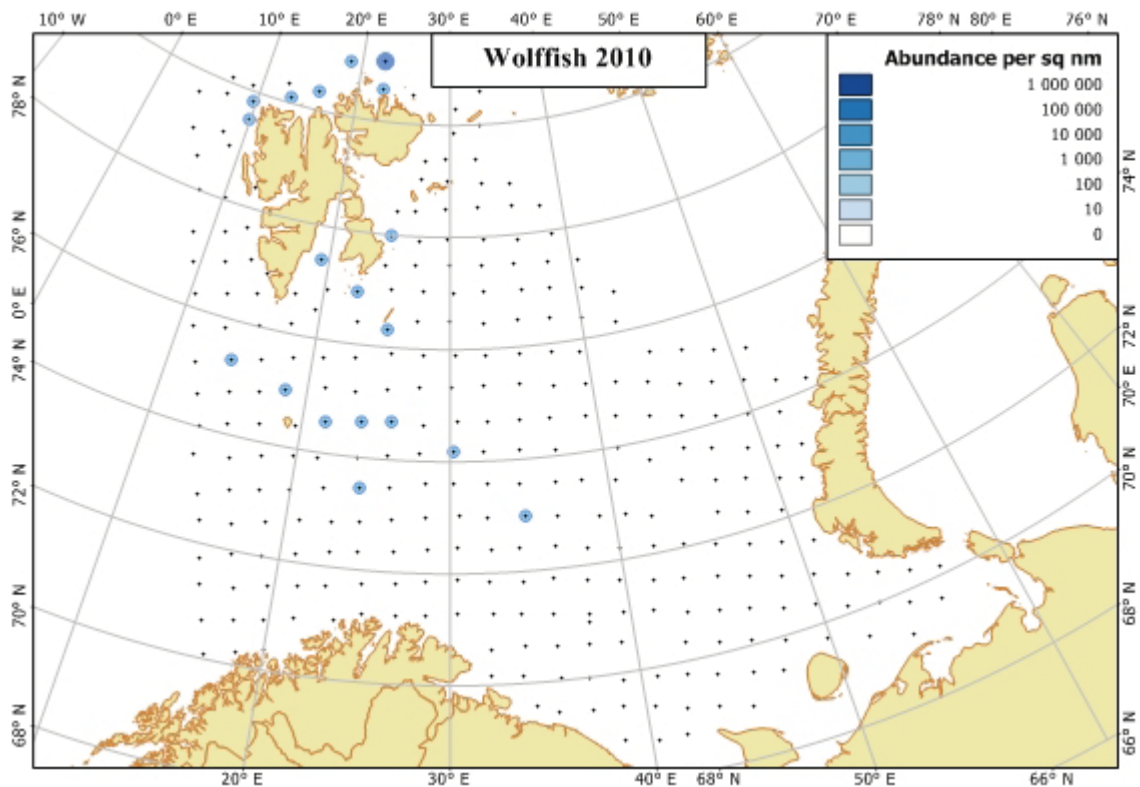 10° W 0° E 10° E 20° E 30° E 40° E 50° E 60° E 70° E 78° N 80° E 76° N
Wolffish 2010
Abundance per sq nm
1 000 000
100 000
10 000
1 000
100
10
0
78° N
76° N
0° E
74° N
72° N
70° N
68° N
74° N
72° N
70° E
70° N
68° N
66° N
20° E 30° E 40° E 68° N 50° E 66° N